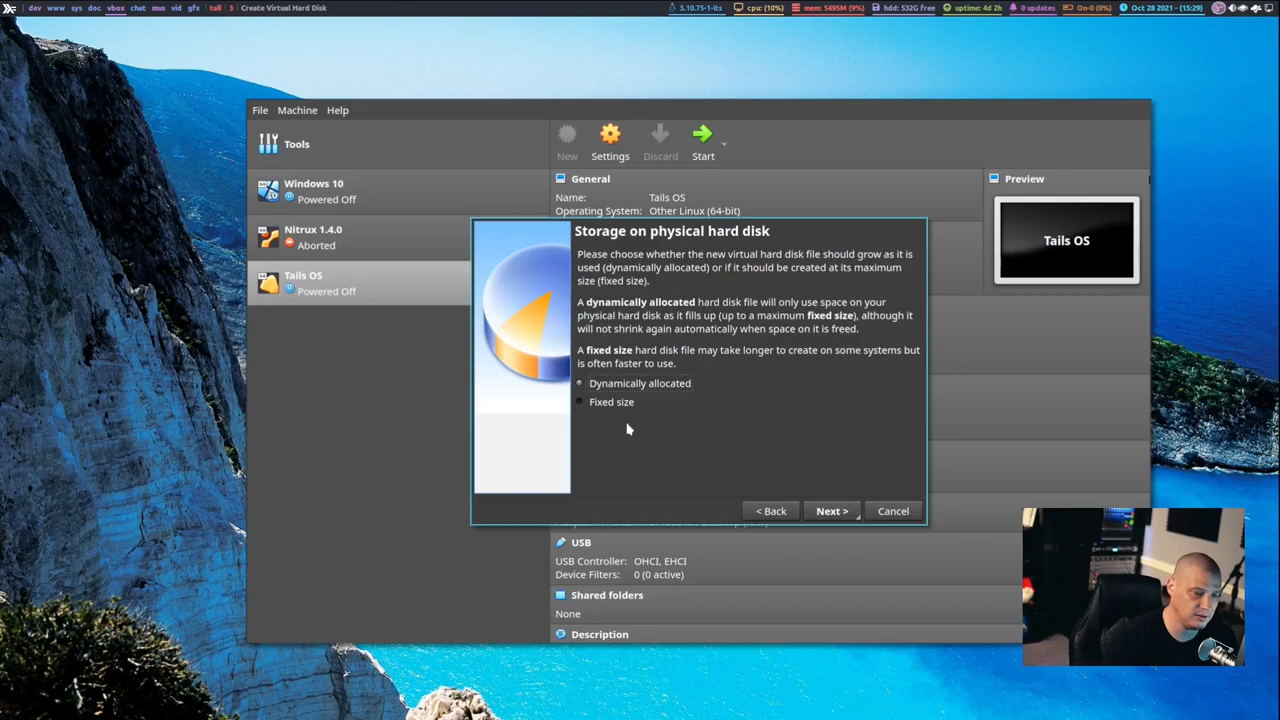 dev www sys doc vbox chat mus vid gfx tall 3 Create Virtual Hard Disk 5.10.75-1-lts cpu: (10%) mem: 5495M (9%) hdd: 532G free uptime: 4d 2h 0 updates On-0 (0%) Oct 28 2021 - (15:29)
File Machine Help
Tools
New Settings Discard Start
Windows 10
Powered Off
Nitrux 1.4.0
Aborted
Tails OS
Powered Off
General
Name: Tails OS
Operating System: Other Linux (64-bit)
Preview
Tails OS
Storage on physical hard disk
Please choose whether the new virtual hard disk file should grow as it is
used (dynamically allocated) or if it should be created at its maximum
size (fixed size).
A dynamically allocated hard disk file will only use space on your
physical hard disk as it fills up (up to a maximum fixed size), although it
will not shrink again automatically when space on it is freed.
A fixed size hard disk file may take longer to create on some systems but
is often faster to use.
Dynamically allocated
Fixed size
< Back Next > Cancel
USB
USB Controller: OHCI, EHCI
Device Filters: 0 (0 active)
Shared folders
None
Description